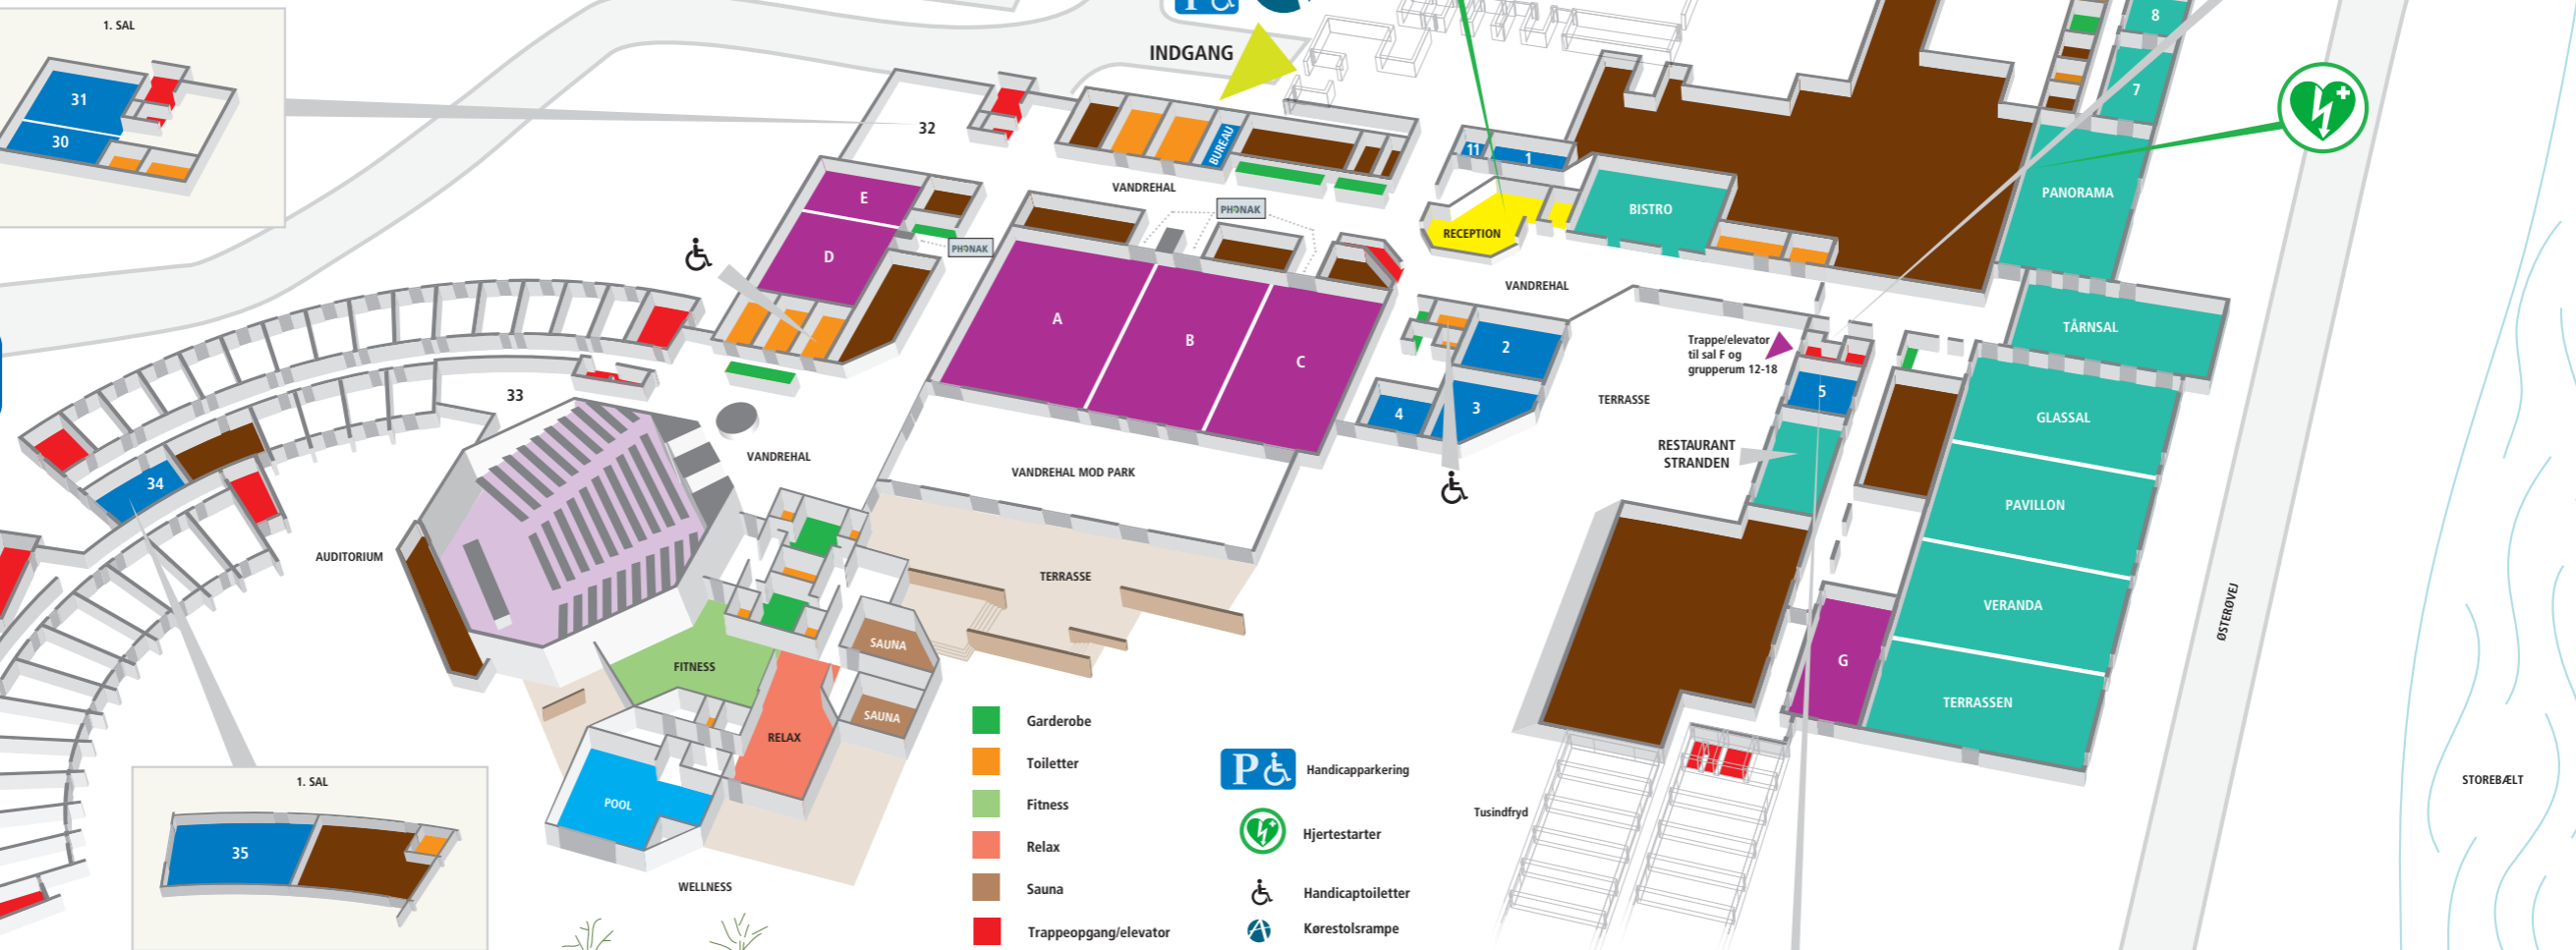 1. SAL
31
30
INDGANG
32
BUREAU
VANDREHAL
PHONAK
PHONAK
E
D
A
B
C
11
1
RECEPTION
BISTRO
VANDREHAL
8
7
PANORAMA
TÅRNSAL
GLASSAL
PAVILLON
VERANDA
TERRASSEN
G
2
3
4
5
Trappe/elevator
til sal F og
grupperum 12-18
TERRASSE
RESTAURANT
STRANDEN
33
34
VANDREHAL
VANDREHAL MOD PARK
AUDITORIUM
TERRASSE
SAUNA
SAUNA
FITNESS
RELAX
POOL
WELLNESS
1. SAL
35
Garderobe
Toiletter
Fitness
Relax
Sauna
Trappeopgang/elevator
P
Handicapparkering
Hjertestarter
Handicaptoiletter
Kørestolsrampe
Tusindfryd
ØSTERØVEJ
STOREBÆLT